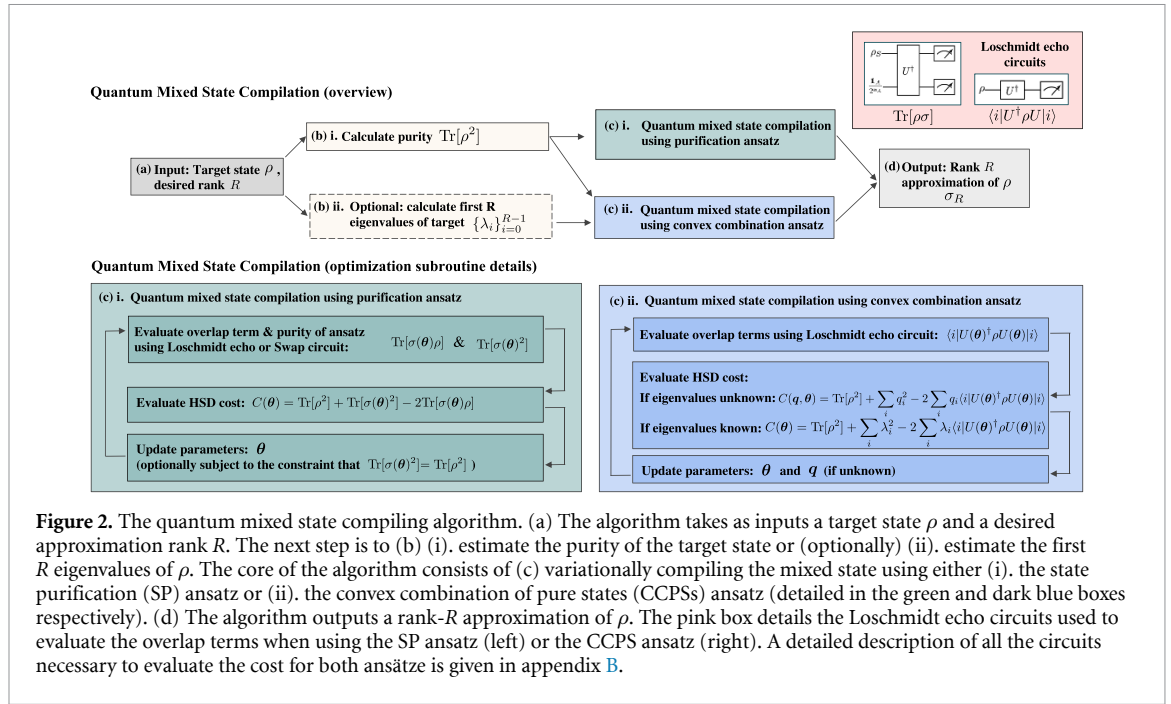 Quantum Mixed State Compilation (overview)
Loschmidt echo
circuits
ρ_S
𝟙_A / 2^{n_A}
U†
Tr[ρσ]
ρ
U†
⟨i|U†ρU|i⟩
(a) Input: Target state ρ ,
desired rank R
(b) i. Calculate purity Tr[ρ²]
(b) ii. Optional: calculate first R
eigenvalues of target {λ_i}_{i=0}^{R−1}
(c) i. Quantum mixed state compilation
using purification ansatz
(c) ii. Quantum mixed state compilation
using convex combination ansatz
(d) Output: Rank R
approximation of ρ
σ_R
Quantum Mixed State Compilation (optimization subroutine details)
(c) i. Quantum mixed state compilation using purification ansatz
Evaluate overlap term & purity of ansatz
using Loschmidt echo or Swap circuit: Tr[σ(θ)ρ] & Tr[σ(θ)²]
Evaluate HSD cost: C(θ) = Tr[ρ²] + Tr[σ(θ)²] − 2Tr[σ(θ)ρ]
Update parameters: θ
(optionally subject to the constraint that Tr[σ(θ)²]= Tr[ρ²] )
(c) ii. Quantum mixed state compilation using convex combination ansatz
Evaluate overlap terms using Loschmidt echo circuit: ⟨i|U(θ)†ρU(θ)|i⟩
Evaluate HSD cost:
If eigenvalues unknown: C(q, θ) = Tr[ρ²] + ∑_i q_i² − 2 ∑_i q_i⟨i|U(θ)†ρU(θ)|i⟩
If eigenvalues known: C(θ) = Tr[ρ²] + ∑_i λ_i² − 2 ∑_i λ_i⟨i|U(θ)†ρU(θ)|i⟩
Update parameters: θ and q (if unknown)
Figure 2. The quantum mixed state compiling algorithm. (a) The algorithm takes as inputs a target state ρ and a desired
approximation rank R. The next step is to (b) (i). estimate the purity of the target state or (optionally) (ii). estimate the first
R eigenvalues of ρ. The core of the algorithm consists of (c) variationally compiling the mixed state using either (i). the state
purification (SP) ansatz or (ii). the convex combination of pure states (CCPSs) ansatz (detailed in the green and dark blue boxes
respectively). (d) The algorithm outputs a rank-R approximation of ρ. The pink box details the Loschmidt echo circuits used to
evaluate the overlap terms when using the SP ansatz (left) or the CCPS ansatz (right). A detailed description of all the circuits
necessary to evaluate the cost for both ansätze is given in appendix B.